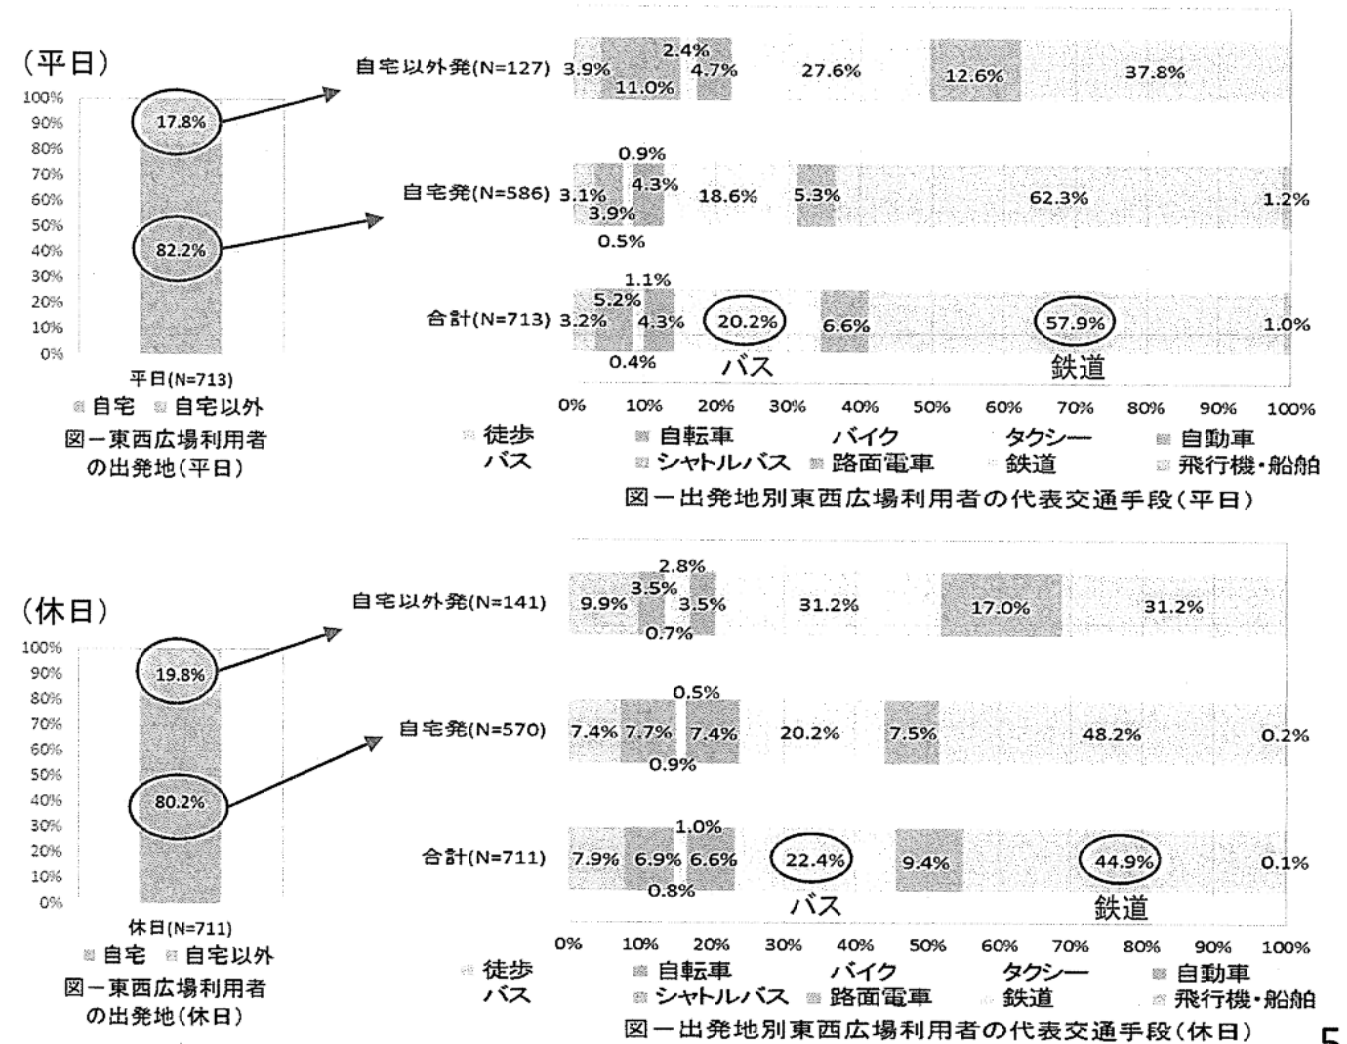 (平日)
100%
90%
80%
70%
60%
50%
40%
30%
20%
10%
0%
17.8%
82.2%
平日(N=713)
自宅 自宅以外
図ー東西広場利用者
の出発地(平日)
自宅以外発(N=127) 3.9% 11.0% 2.4% 4.7% 27.6% 12.6% 37.8%
0.9%
自宅発(N=586) 3.1% 3.9% 4.3% 18.6% 5.3% 62.3% 1.2%
0.5%
1.1%
合計(N=713) 3.2% 5.2% 4.3% 20.2% 6.6% 57.9% 1.0%
0.4% バス 鉄道
0% 10% 20% 30% 40% 50% 60% 70% 80% 90% 100%
徒歩 自転車 バイク タクシー 自動車
バス シャトルバス 路面電車 鉄道 飛行機・船舶
図ー出発地別東西広場利用者の代表交通手段(平日)
(休日)
100%
90%
80%
70%
60%
50%
40%
30%
20%
10%
0%
19.8%
80.2%
休日(N=711)
自宅 自宅以外
図ー東西広場利用者
の出発地(休日)
2.8%
自宅以外発(N=141) 9.9% 3.5% 3.5% 31.2% 17.0% 31.2%
0.7%
0.5%
自宅発(N=570) 7.4% 7.7% 7.4% 20.2% 7.5% 48.2% 0.2%
0.9%
1.0%
合計(N=711) 7.9% 6.9% 6.6% 22.4% 9.4% 44.9% 0.1%
0.8%
バス 鉄道
0% 10% 20% 30% 40% 50% 60% 70% 80% 90% 100%
徒歩 自転車 バイク タクシー 自動車
バス シャトルバス 路面電車 鉄道 飛行機・船舶
図ー出発地別東西広場利用者の代表交通手段(休日)
5